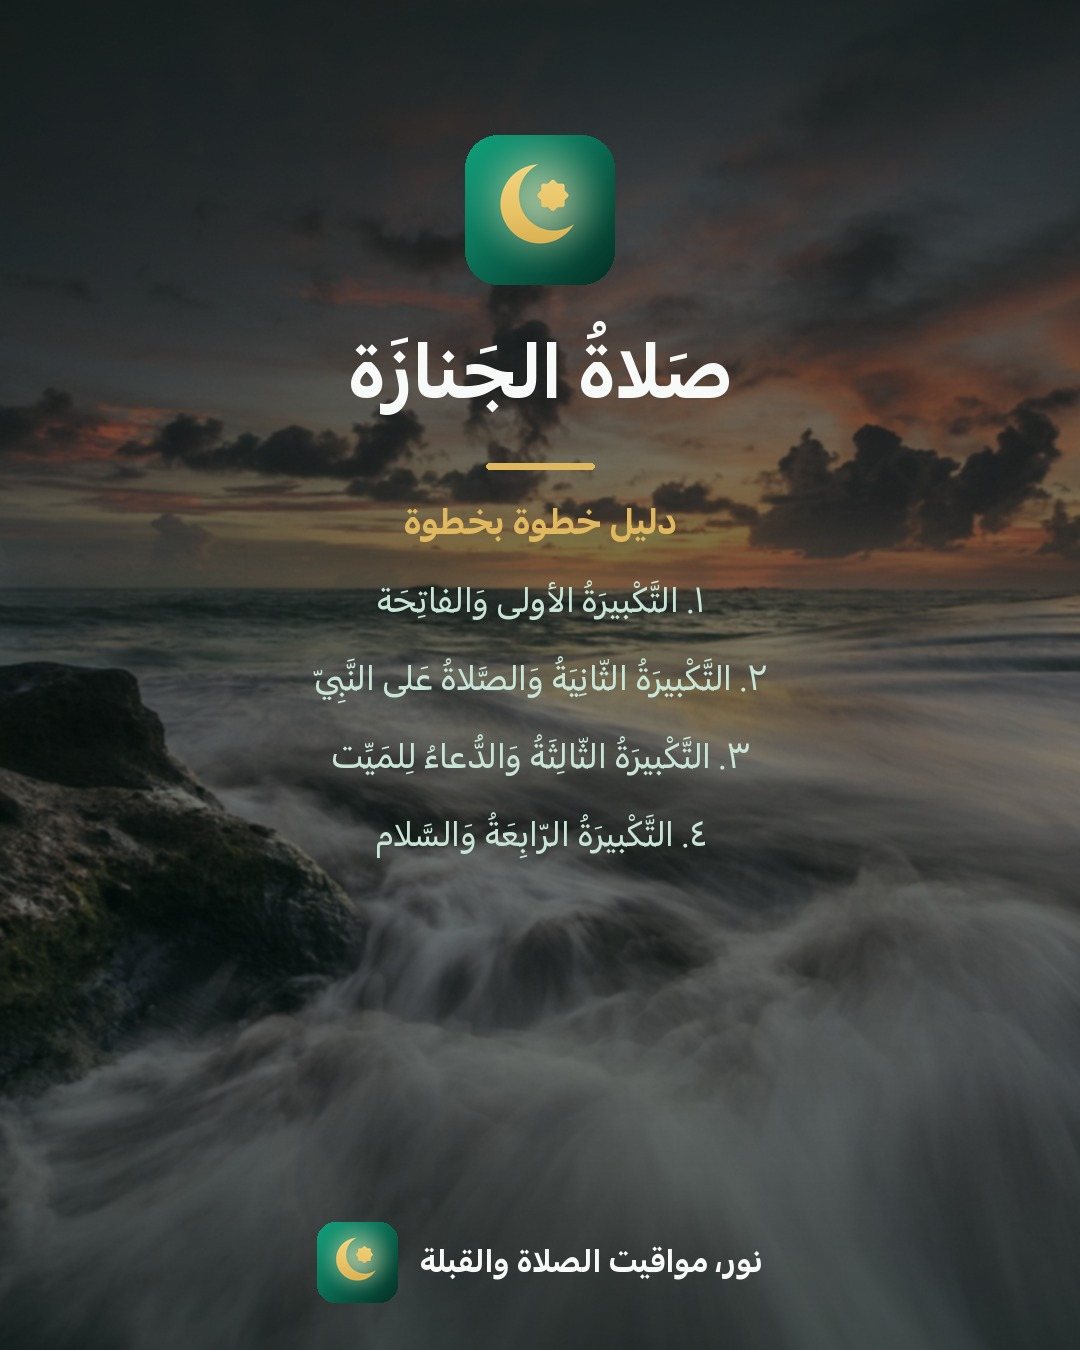 صَلاةُ الجَنازَة
دليل خطوة بخطوة
١. التَّكْبيرَةُ الأولى وَالفاتِحَة
٢. التَّكْبيرَةُ الثّانِيَةُ وَالصَّلاةُ عَلى النَّبِيّ
٣. التَّكْبيرَةُ الثّالِثَةُ وَالدُّعاءُ لِلمَيِّت
٤. التَّكْبيرَةُ الرّابِعَةُ وَالسَّلام
نور، مواقيت الصلاة والقبلة